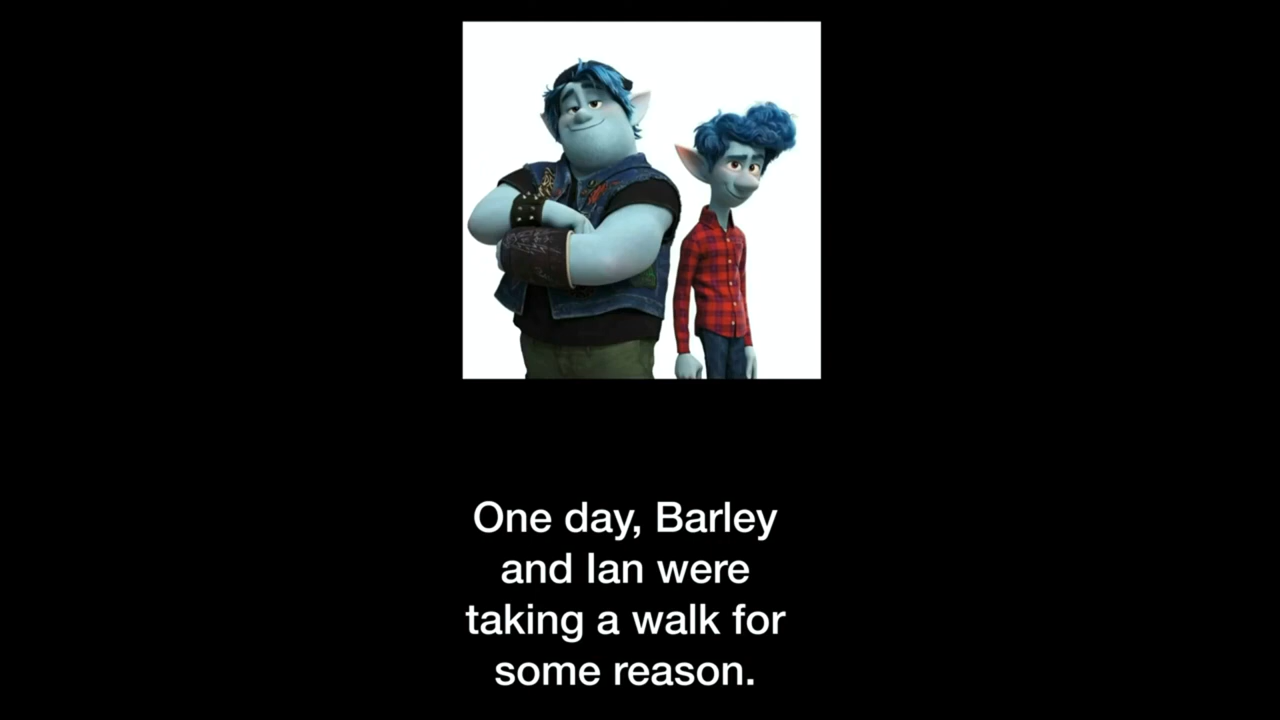 One day, Barley
and Ian were
taking a walk for
some reason.